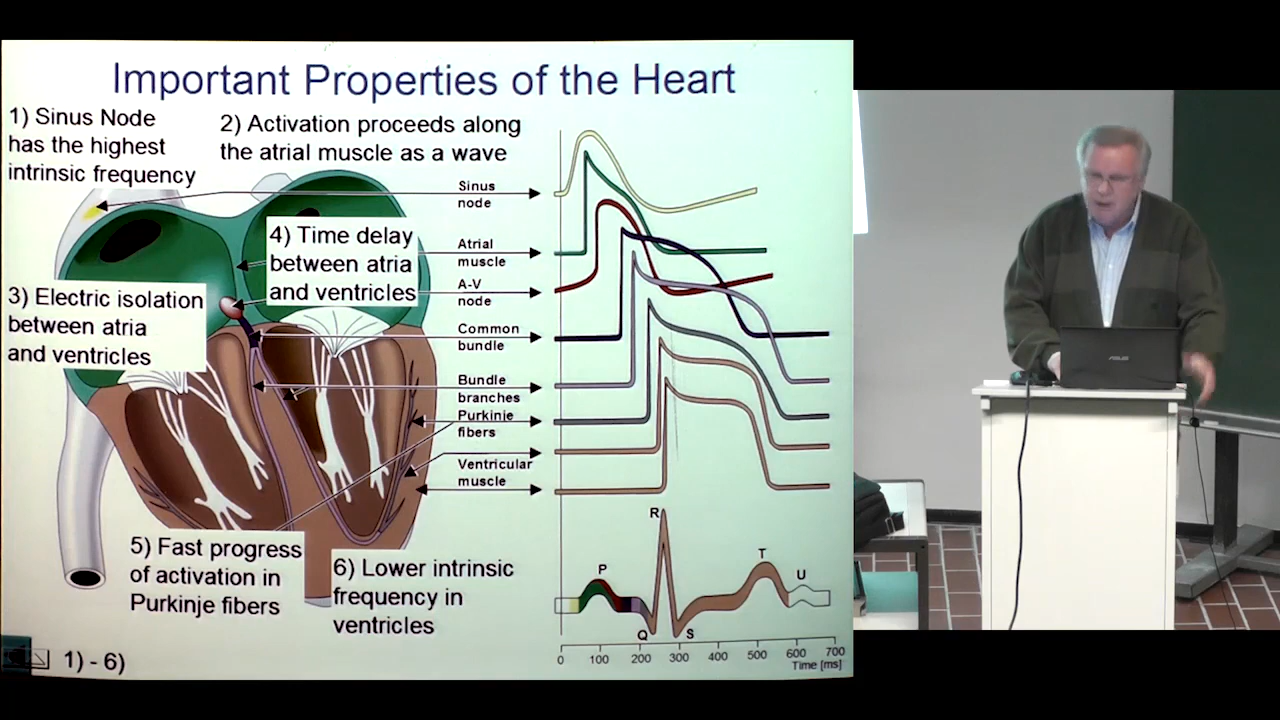 Important Properties of the Heart
1) Sinus Node
has the highest
intrinsic frequency
2) Activation proceeds along
the atrial muscle as a wave
3) Electric isolation
between atria
and ventricles
4) Time delay
between atria
and ventricles
Sinus
node
Atrial
muscle
A-V
node
Common
bundle
Bundle
branches
Purkinje
fibers
Ventricular
muscle
5) Fast progress
of activation in
Purkinje fibers
6) Lower intrinsic
frequency in
ventricles
P
Q
R
S
T
U
0 100 200 300 400 500 600 700
Time [ms]
1) - 6)
ASUS